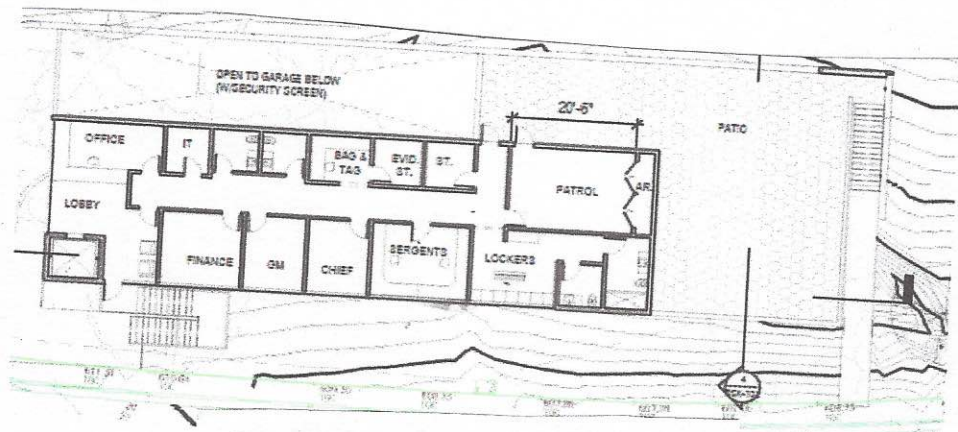 OPEN TO GARAGE BELOW
(W/SECURITY SCREEN)
20'-6"
PATIO
OFFICE
IT
BAG &
TAG
EVID.
ST.
ST.
PATROL
AR.
LOBBY
FINANCE
GM
CHIEF
SERGENTS
LOCKERS
4